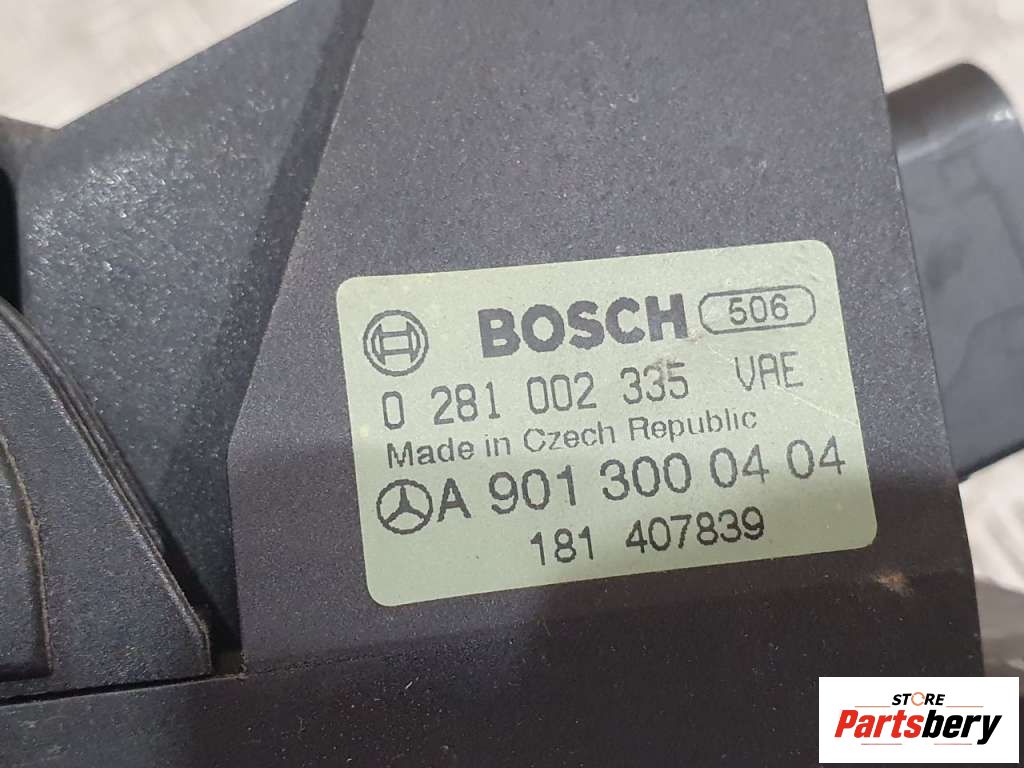 BOSCH 506
0 281 002 335 VAE
Made in Czech Republic
A 901 300 04 04
181 407839
STORE
Partsbery